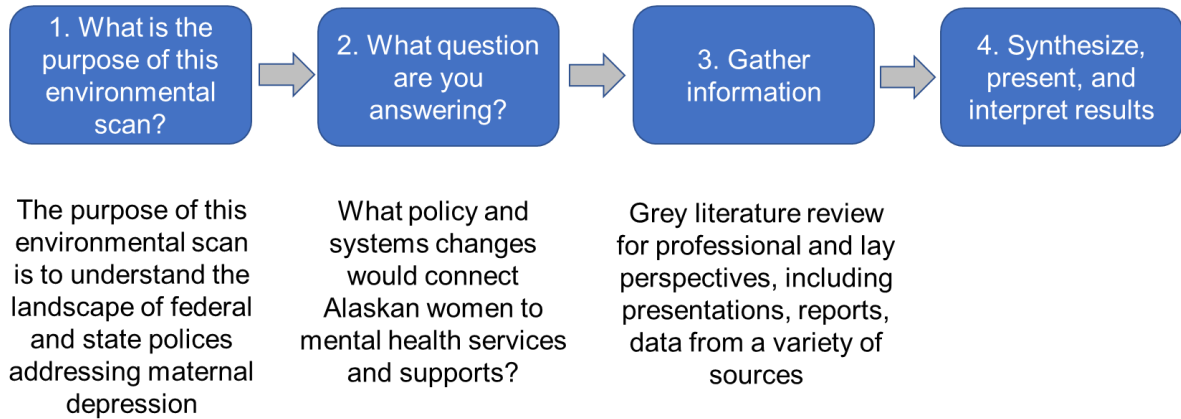 1. What is the
purpose of this
environmental
scan?
2. What question
are you
answering?
3. Gather
information
4. Synthesize,
present, and
interpret results
The purpose of this
environmental scan
is to understand the
landscape of federal
and state polices
addressing maternal
depression
What policy and
systems changes
would connect
Alaskan women to
mental health services
and supports?
Grey literature review
for professional and lay
perspectives, including
presentations, reports,
data from a variety of
sources